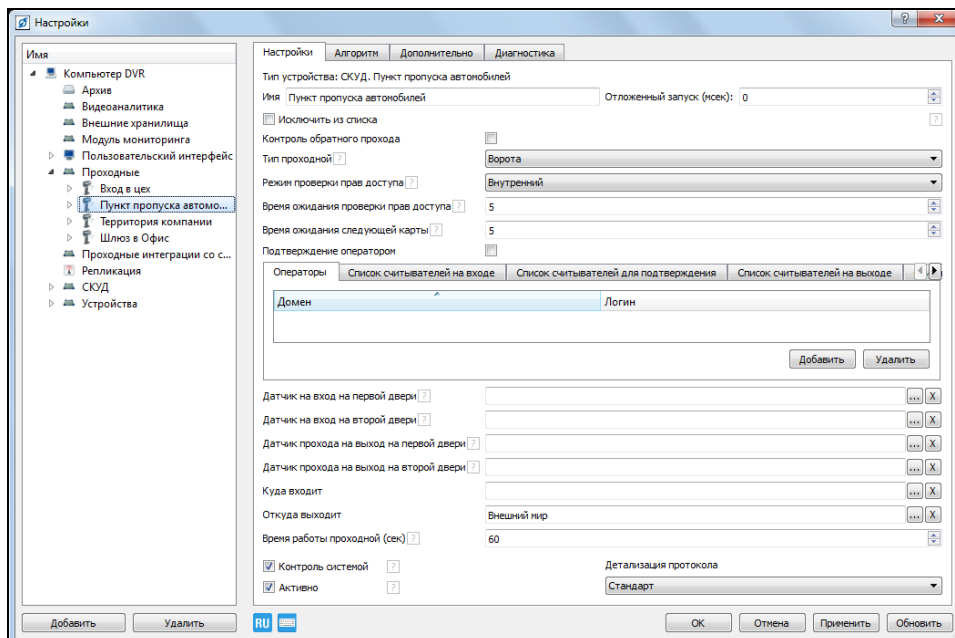 Настройки
Имя
Компьютер DVR
Архив
Видеоаналитика
Внешние хранилища
Модуль мониторинга
Пользовательский интерфейс
Проходные
Вход в цех
Пункт пропуска автомо...
Территория компании
Шлюз в Офис
Проходные интеграции со с...
Репликация
СКУД
Устройства
Добавить Удалить
Настройки Алгоритм Дополнительно Диагностика
Тип устройства: СКУД. Пункт пропуска автомобилей
Имя Пункт пропуска автомобилей Отложенный запуск (мсек): 0
Исключить из списка ?
Контроль обратного прохода
Тип проходной ? Ворота
Режим проверки прав доступа ? Внутренний
Время ожидания проверки прав доступа ? 5
Время ожидания следующей карты ? 5
Подтверждение оператором
Операторы Список считывателей на входе Список считывателей для подтверждения Список считывателей на выходе
Домен Логин
Добавить Удалить
Датчик на вход на первой двери ? ... X
Датчик на вход на второй двери ? ... X
Датчик прохода на выход на первой двери ? ... X
Датчик прохода на выход на второй двери ? ... X
Куда входит ... X
Откуда выходит Внешний мир ... X
Время работы проходной (сек) ? 60
Контроль системой ? Детализация протокола
Активно ? Стандарт
RU OK Отмена Применить Обновить